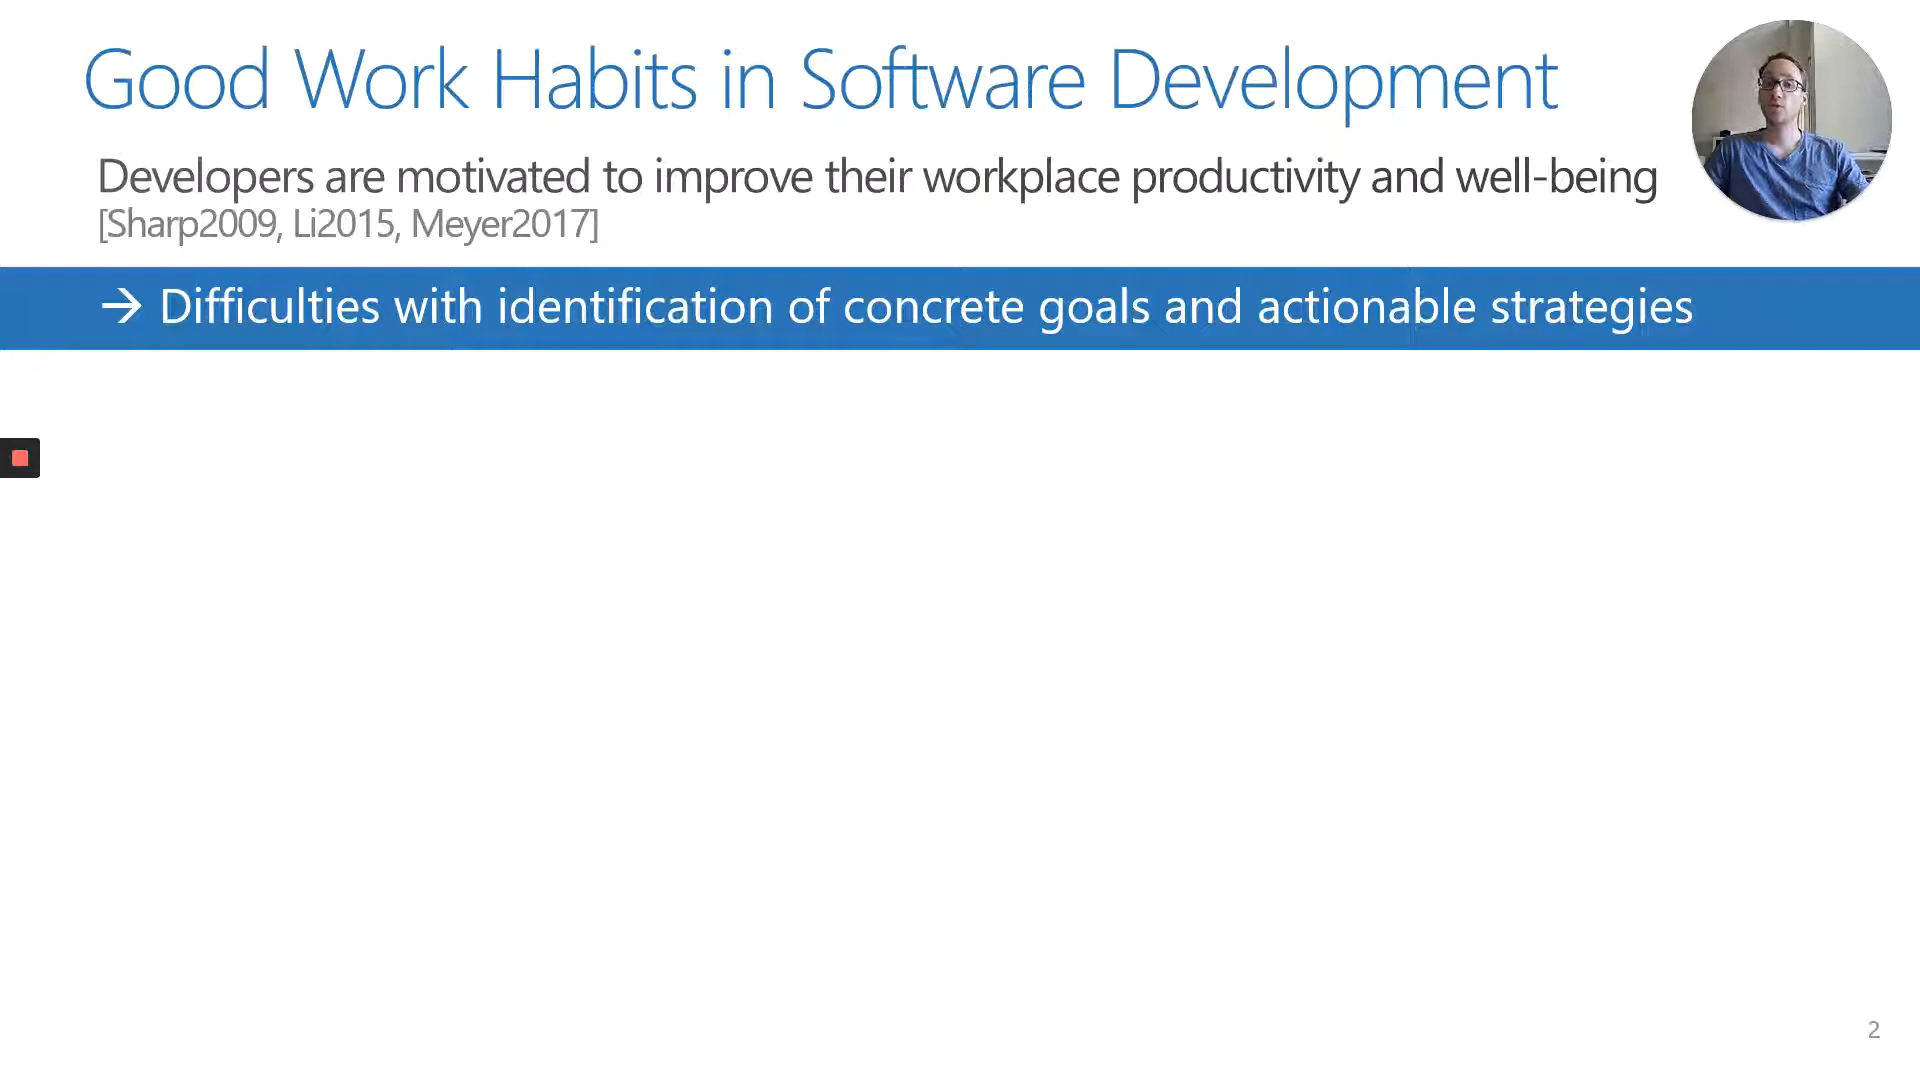 Good Work Habits in Software Development
Developers are motivated to improve their workplace productivity and well-being
[Sharp2009, Li2015, Meyer2017]
→ Difficulties with identification of concrete goals and actionable strategies
2